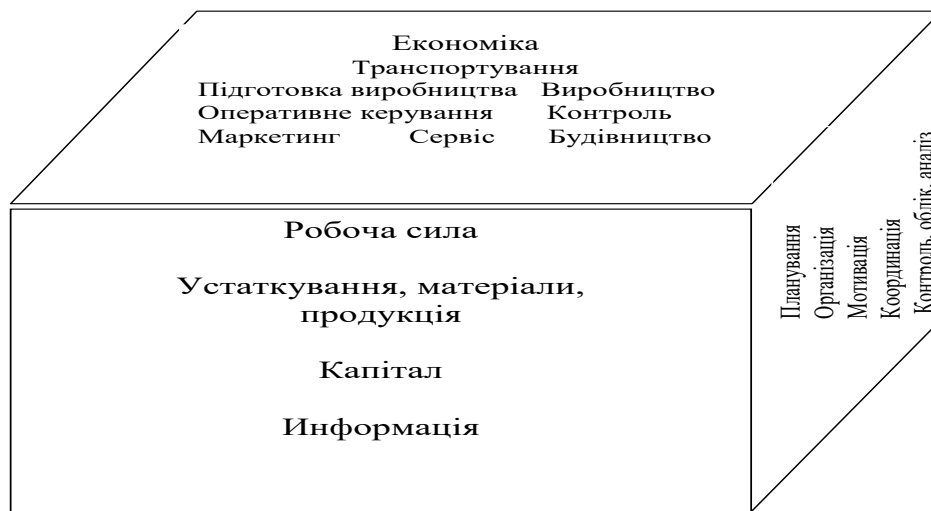 Економіка
Транспортування
Підготовка виробництва Виробництво
Оперативне керування Контроль
Маркетинг Сервіс Будівництво
Робоча сила
Устаткування, матеріали,
продукція
Капітал
Информація
Планування
Організація
Мотивація
Координація
Контроль, облік, аналіз